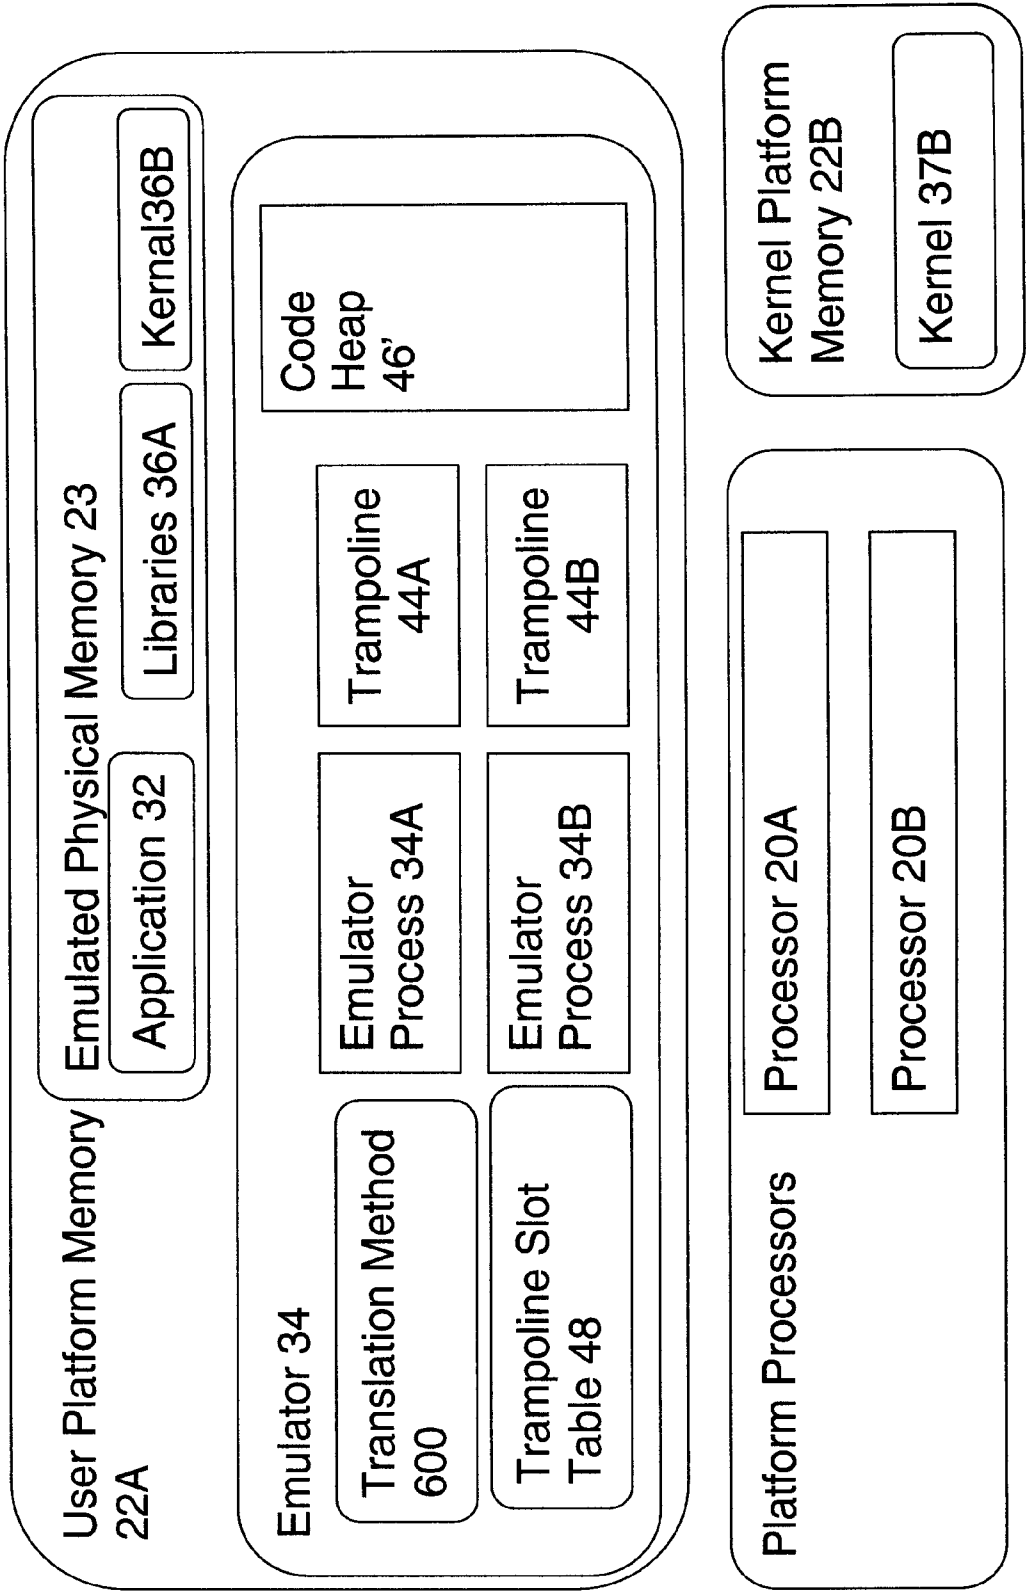 User Platform Memory
22A
Emulated Physical Memory 23
Application 32
Libraries 36A
Kernal36B
Emulator 34
Translation Method
600
Trampoline Slot
Table 48
Emulator
Process 34A
Emulator
Process 34B
Trampoline
44A
Trampoline
44B
Code
Heap
46'
Platform Processors
Processor 20A
Processor 20B
Kernel Platform
Memory 22B
Kernel 37B